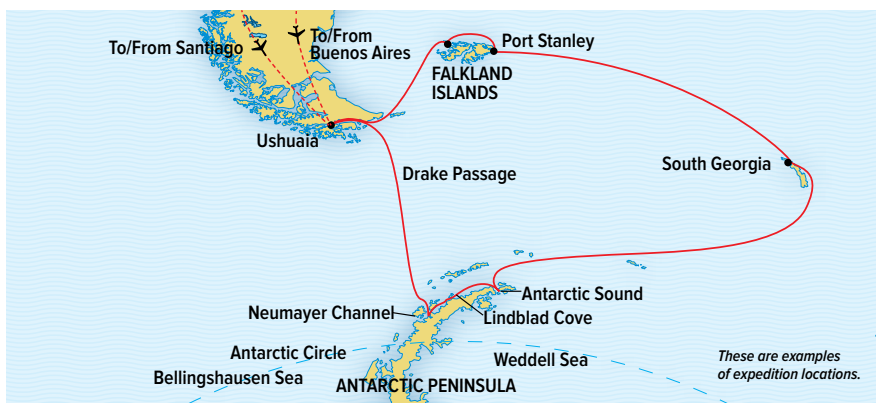 To/From Santiago
To/From
Buenos Aires
Port Stanley
FALKLAND
ISLANDS
Ushuaia
Drake Passage
South Georgia
Antarctic Sound
Neumayer Channel
Lindblad Cove
Antarctic Circle
Weddell Sea
Bellingshausen Sea
ANTARCTIC PENINSULA
These are examples
of expedition locations.